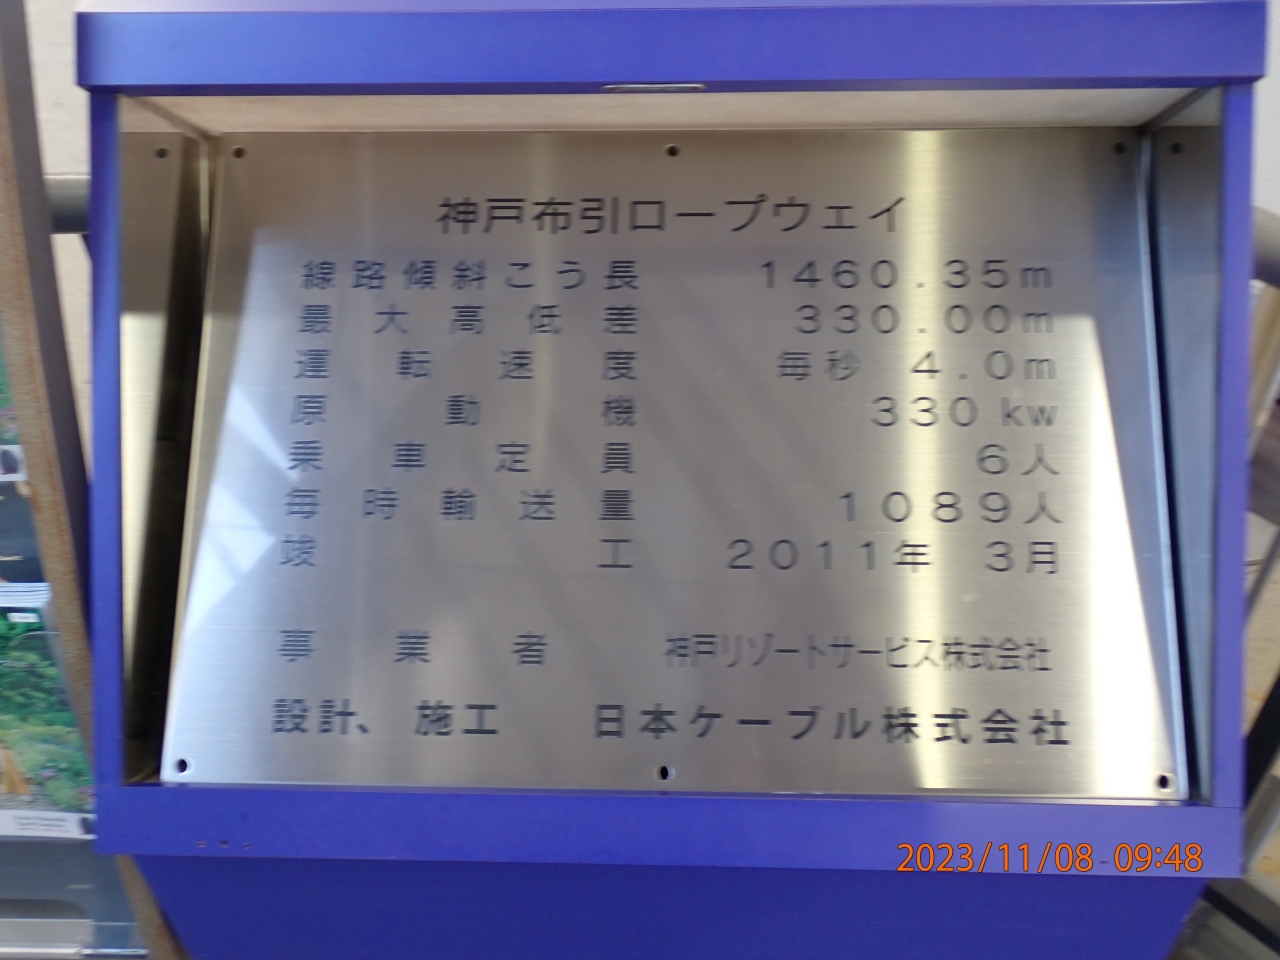 神戸布引ロープウェイ
線路傾斜こう長 1460.35m
最大高低差 330.00m
運転速度 毎秒 4.0m
原動機 330kw
乗車定員 6人
毎時輸送量 1089人
竣工 2011年 3月
事業者 神戸リゾートサービス株式会社
設計、施工 日本ケーブル株式会社
2023/11/08 09:48